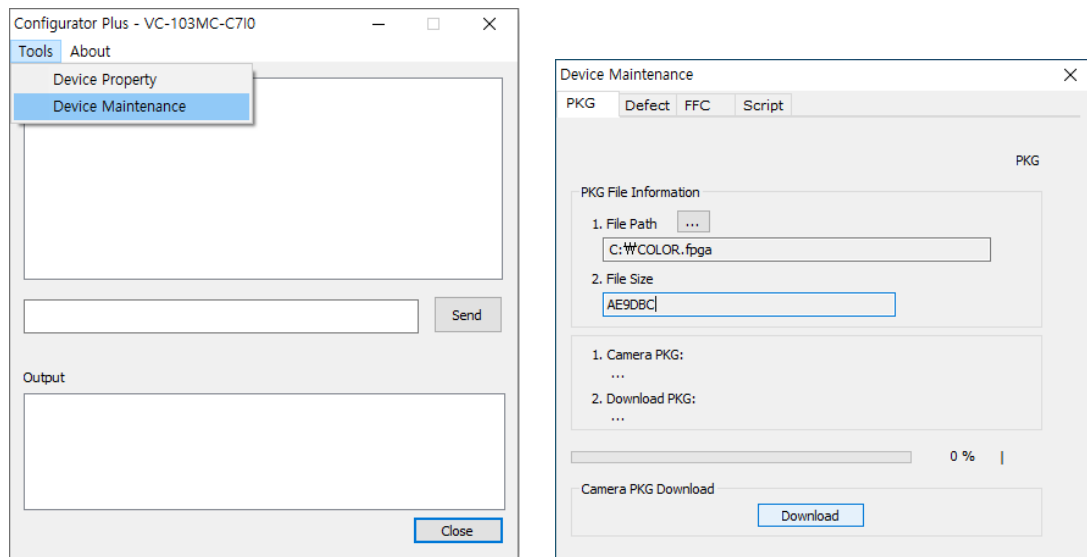 Configurator Plus - VC-103MC-C7I0
Tools About
Device Property
Device Maintenance
Send
Output
Close
Device Maintenance
PKG Defect FFC Script
PKG
PKG File Information
1. File Path ...
C:₩COLOR.fpga
2. File Size
AE9DBC
1. Camera PKG:
...
2. Download PKG:
...
0 % |
Camera PKG Download
Download